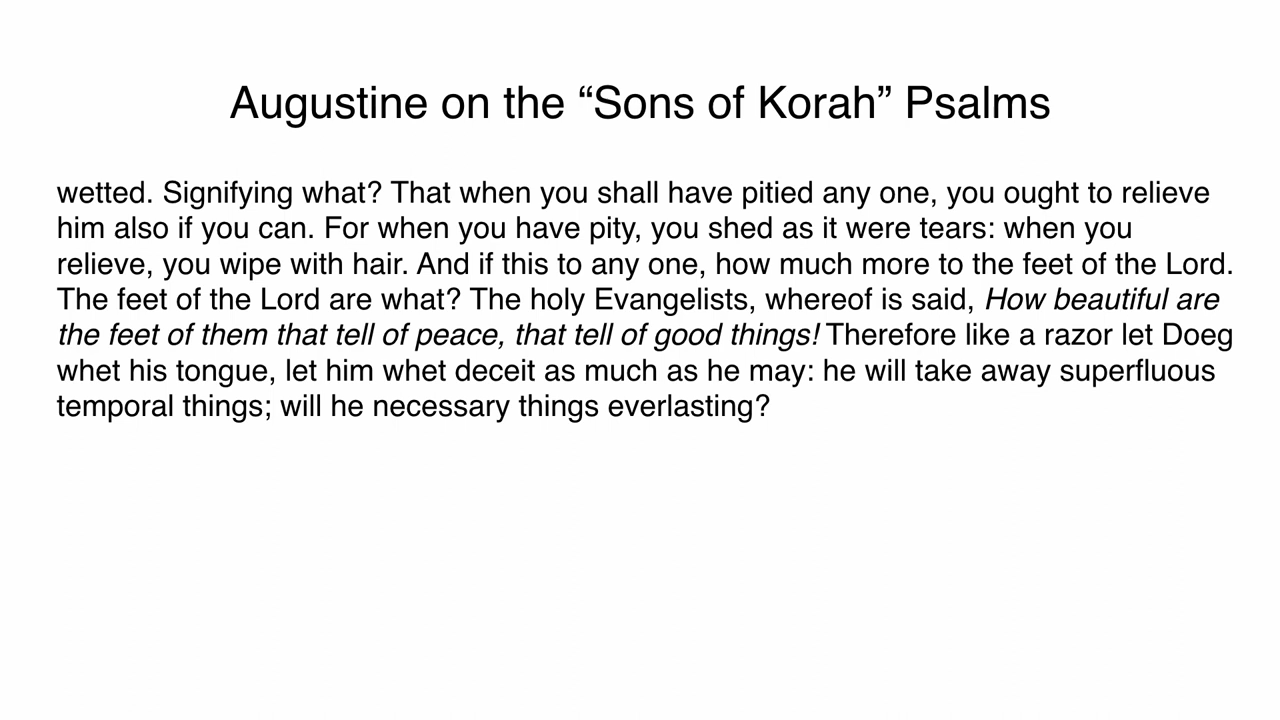 Augustine on the “Sons of Korah” Psalms
wetted. Signifying what? That when you shall have pitied any one, you ought to relieve
him also if you can. For when you have pity, you shed as it were tears: when you
relieve, you wipe with hair. And if this to any one, how much more to the feet of the Lord.
The feet of the Lord are what? The holy Evangelists, whereof is said, How beautiful are
the feet of them that tell of peace, that tell of good things! Therefore like a razor let Doeg
whet his tongue, let him whet deceit as much as he may: he will take away superfluous
temporal things; will he necessary things everlasting?